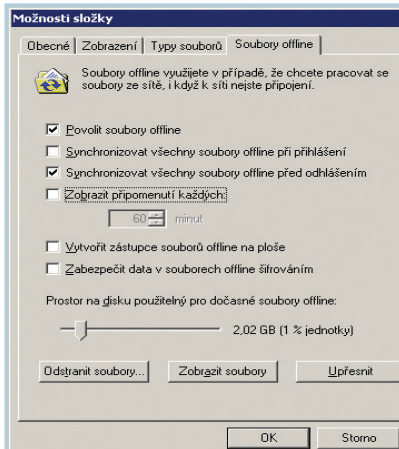 Možnosti složky
Obecné Zobrazení Typy souborů Soubory offline
Soubory offline využijete v případě, že chcete pracovat se
soubory ze sítě, i když k síti nejste připojení.
Povolit soubory offline
Synchronizovat všechny soubory offline při přihlášení
Synchronizovat všechny soubory offline před odhlášením
Zobrazit připomenutí každých:
60 minut
Vytvořit zástupce souborů offline na ploše
Zabezpečit data v souborech offline šifrováním
Prostor na disku použitelný pro dočasné soubory offline:
2,02 GB (1 % jednotky)
Odstranit soubory... Zobrazit soubory Upřesnit
OK Storno